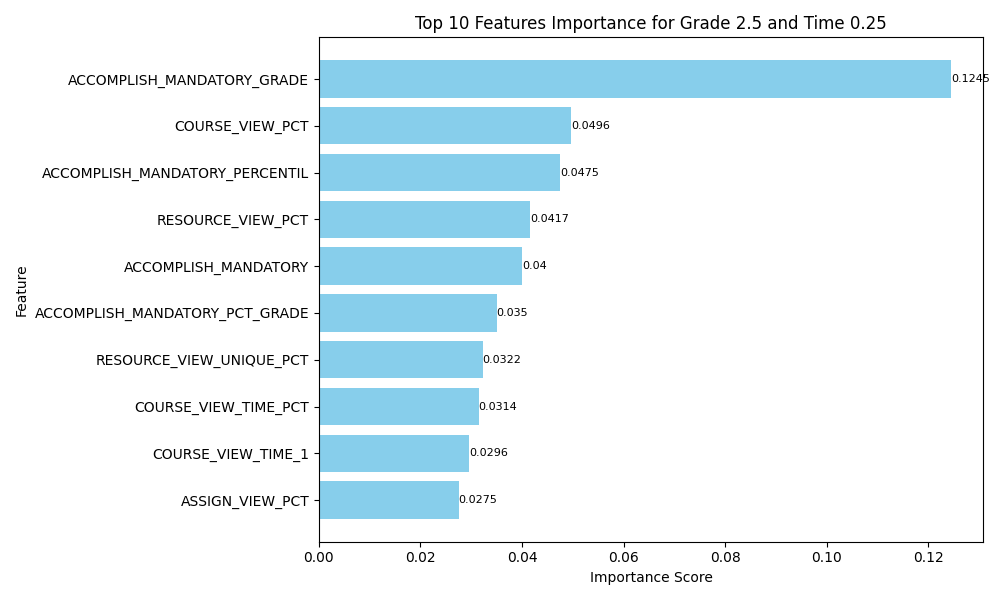 Top 10 Features Importance for Grade 2.5 and Time 0.25
ACCOMPLISH_MANDATORY_GRADE 0.1245
COURSE_VIEW_PCT 0.0496
ACCOMPLISH_MANDATORY_PERCENTIL 0.0475
RESOURCE_VIEW_PCT 0.0417
ACCOMPLISH_MANDATORY 0.04
ACCOMPLISH_MANDATORY_PCT_GRADE 0.035
RESOURCE_VIEW_UNIQUE_PCT 0.0322
COURSE_VIEW_TIME_PCT 0.0314
COURSE_VIEW_TIME_1 0.0296
ASSIGN_VIEW_PCT 0.0275
Feature
0.00 0.02 0.04 0.06 0.08 0.10 0.12
Importance Score